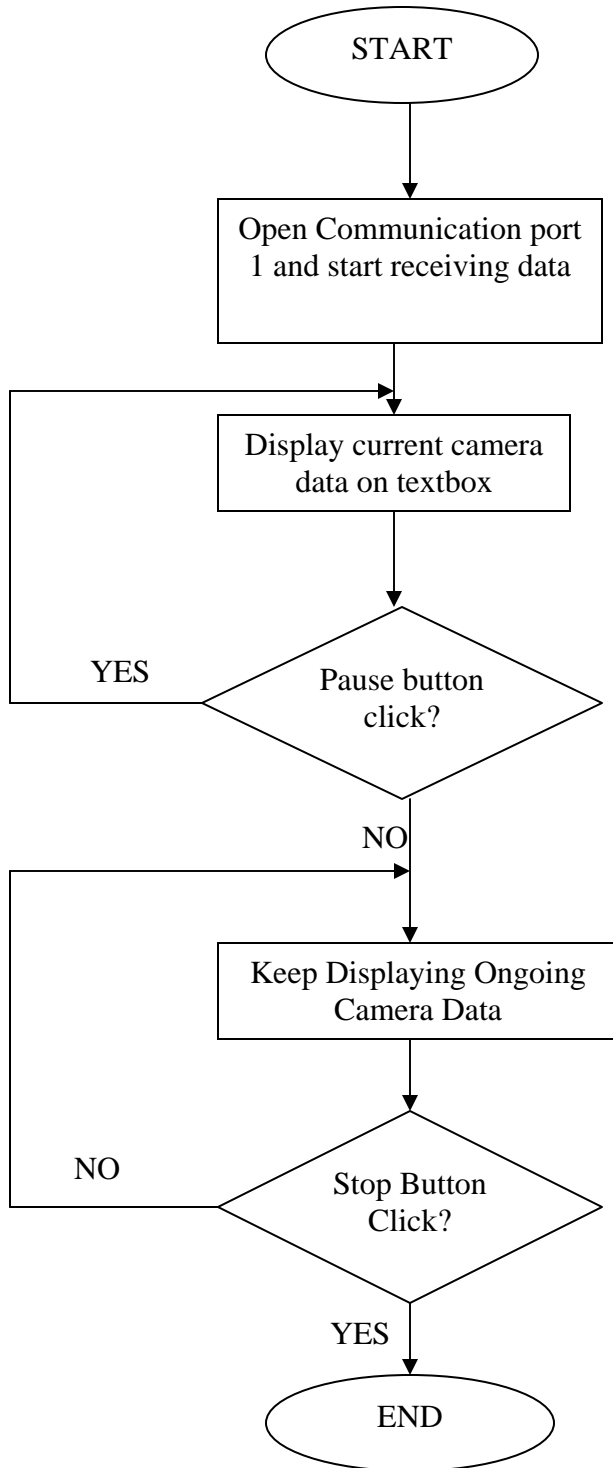 START
Open Communication port
1 and start receiving data
Display current camera
data on textbox
YES
Pause button
click?
NO
Keep Displaying Ongoing
Camera Data
NO
Stop Button
Click?
YES
END